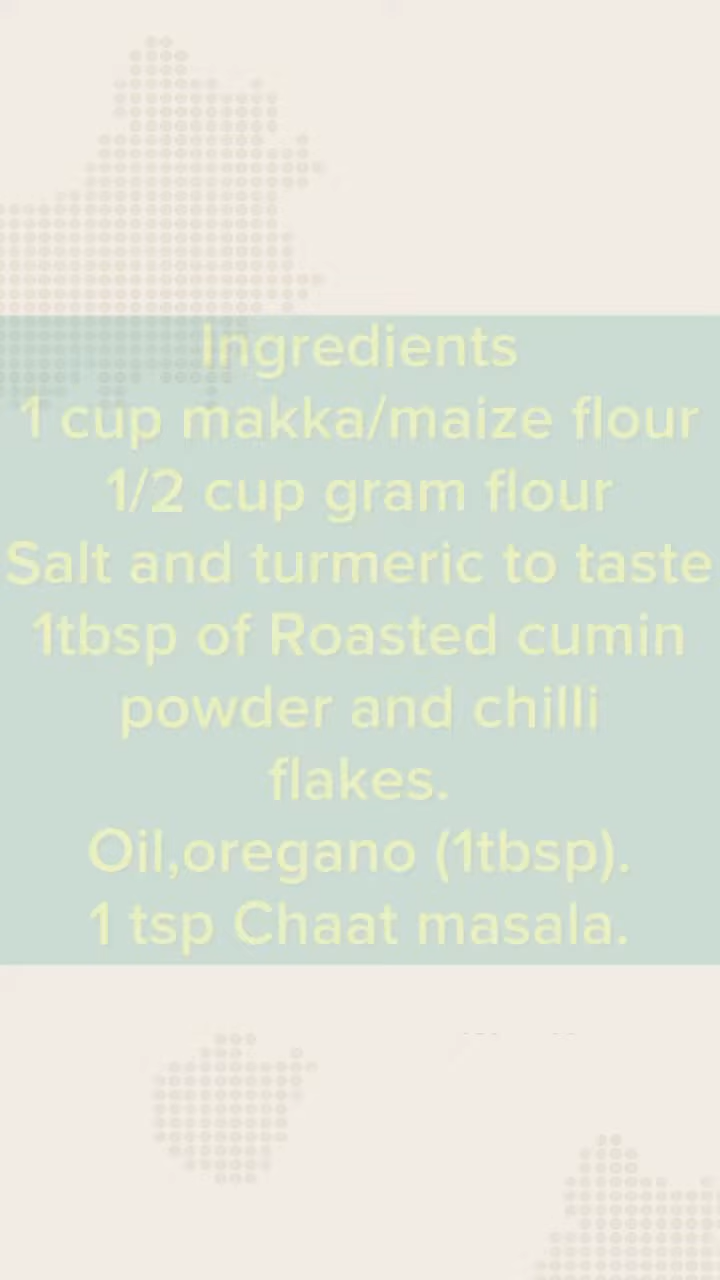 Ingredients
1 cup makka/maize flour
1/2 cup gram flour
Salt and turmeric to taste
1tbsp of Roasted cumin
powder and chilli
flakes.
Oil,oregano (1tbsp).
1 tsp Chaat masala.